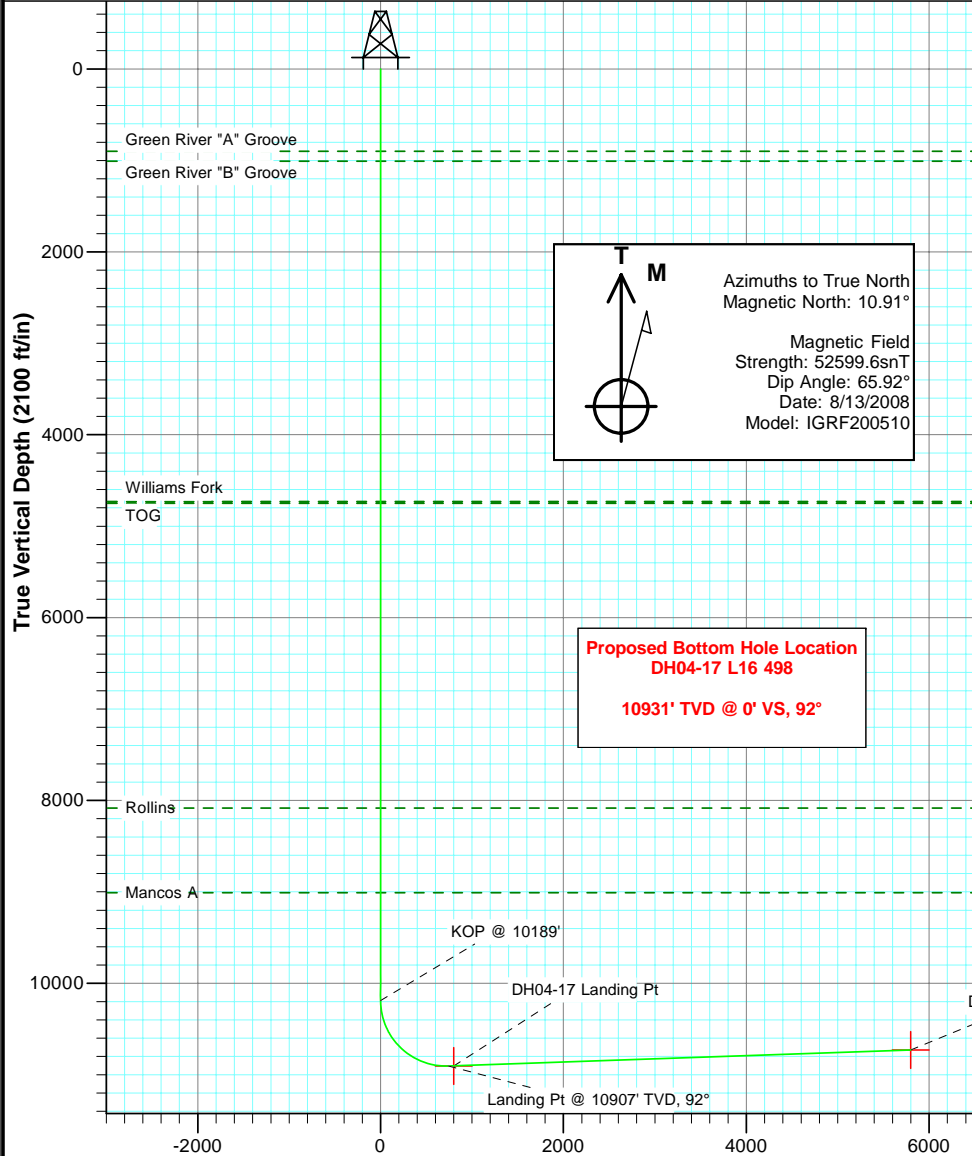 0
Green River "A" Groove
Green River "B" Groove
2000
T
M
Azimuths to True North
Magnetic North: 10.91°
Magnetic Field
Strength: 52599.6snT
Dip Angle: 65.92°
Date: 8/13/2008
Model: IGRF200510
True Vertical Depth (2100 ft/in)
4000
Williams Fork
TOG
6000
Proposed Bottom Hole Location
DH04-17 L16 498
10931' TVD @ 0' VS, 92°
8000
Rollins
Mancos A
KOP @ 10189'
10000
DH04-17 Landing Pt
D
Landing Pt @ 10907' TVD, 92°
-2000
0
2000
4000
6000